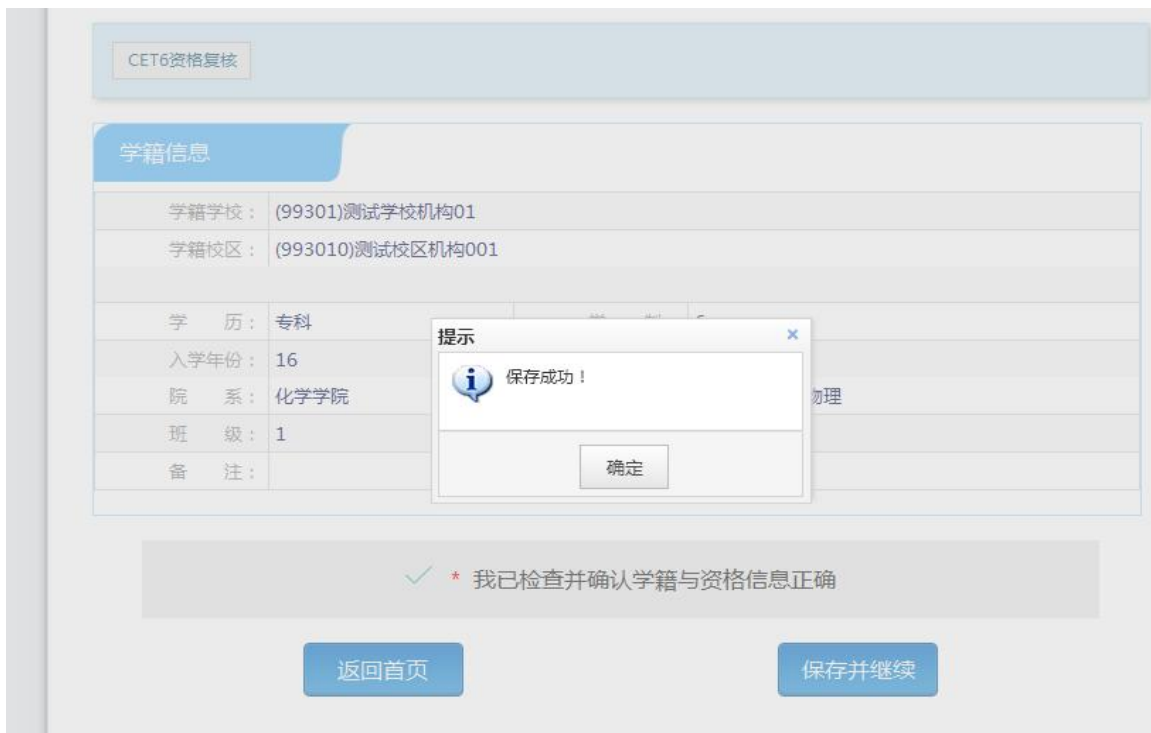 CET6资格复核
学籍信息
学籍学校： (99301)测试学校机构01
学籍校区： (993010)测试校区机构001
学 历： 专科
提示
×
入学年份： 16
保存成功！
院 系： 化学学院
物理
班 级： 1
确定
备 注：
* 我已检查并确认学籍与资格信息正确
返回首页 保存并继续